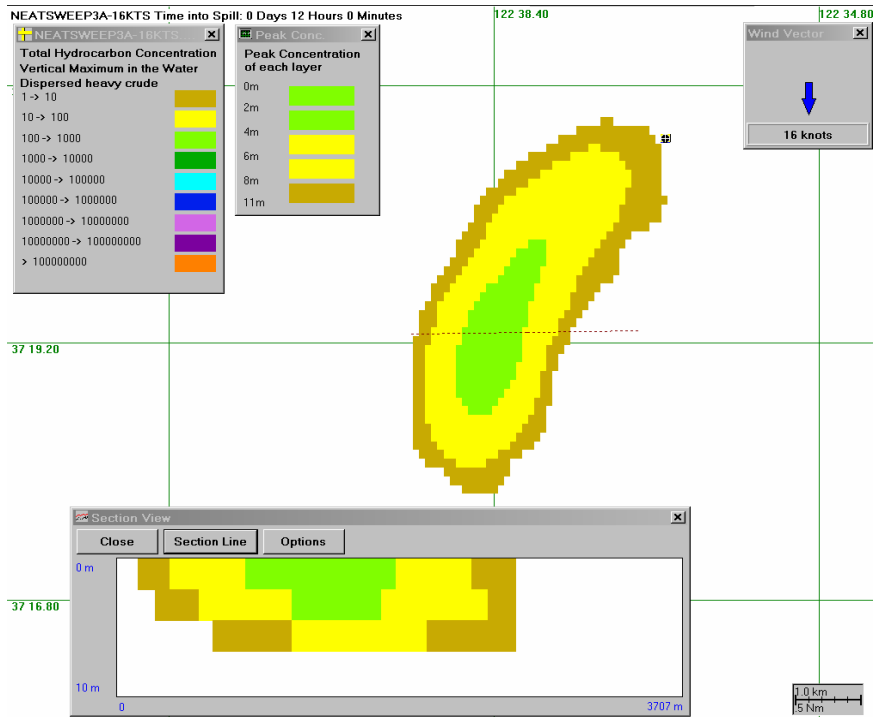 NEATSWEEP3A-16KTS Time into Spill: 0 Days 12 Hours 0 Minutes
122 38.40
122 34.80
NEATSWEEP3A-16KTS
Total Hydrocarbon Concentration
Vertical Maximum in the Water
Dispersed heavy crude
1 -> 10
10 -> 100
100 -> 1000
1000 -> 10000
10000 -> 100000
100000 -> 1000000
1000000 -> 10000000
10000000 -> 100000000
> 100000000
Peak Conc.
Peak Concentration
of each layer
0m
2m
4m
6m
8m
11m
Wind Vector
16 knots
37 19.20
37 16.80
Section View
Close
Section Line
Options
0 m
10 m
0
3707 m
1.0 km
.5 Nm